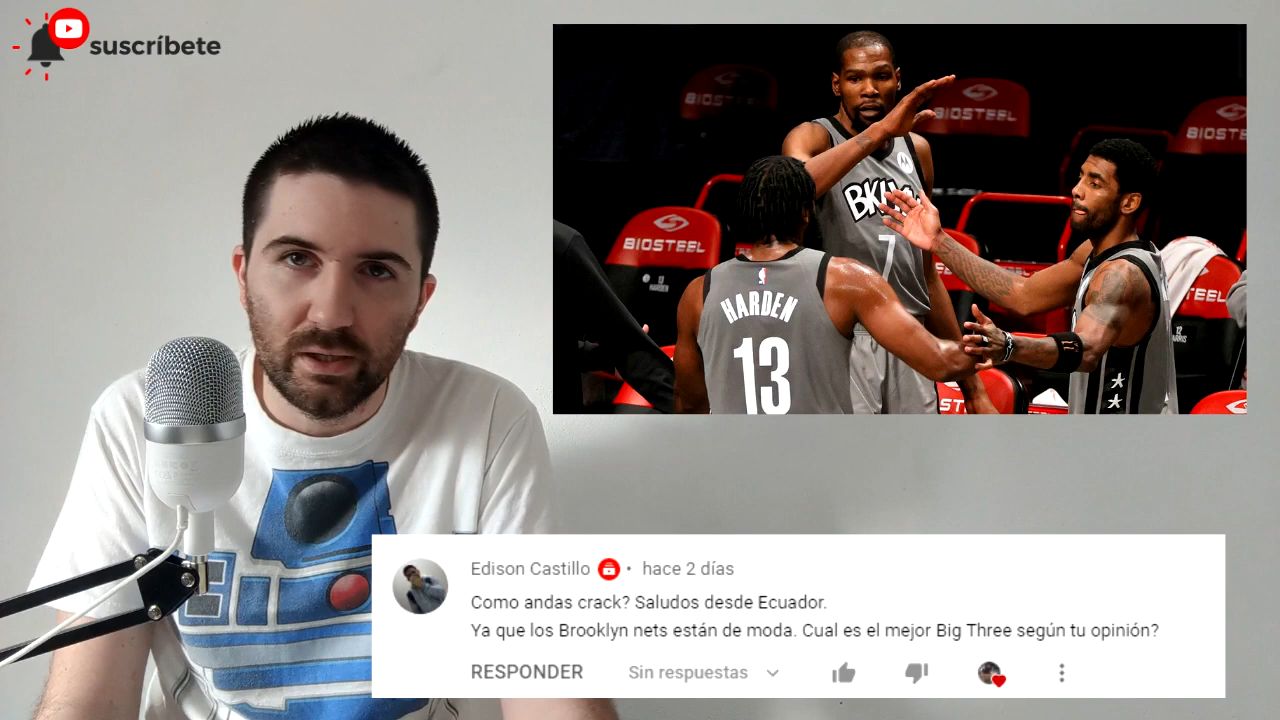 suscríbete
BIOSTEEL
BIOSTEEL
BIOSTEEL
BIOSTEEL
BKLN
7
HARDEN
13
Edison Castillo • hace 2 días
Como andas crack? Saludos desde Ecuador.
Ya que los Brooklyn nets están de moda. Cual es el mejor Big Three según tu opinión?
RESPONDER Sin respuestas